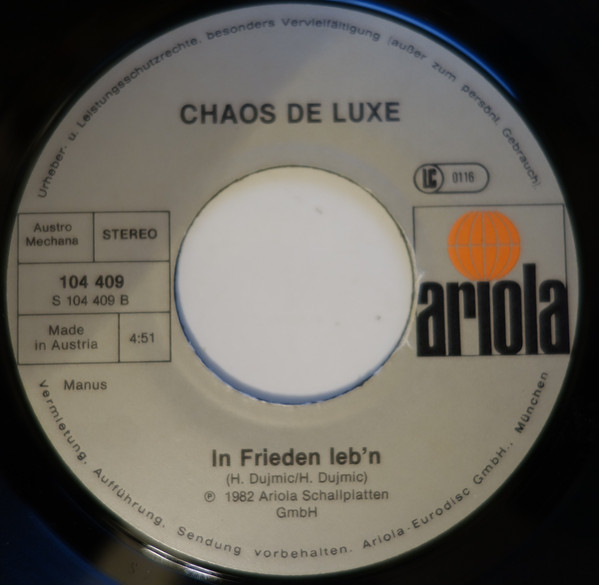 Urheber- u. Leistungsschutzrechte, besonders Vervielfältigung (außer zum persönl. Gebrauch)
CHAOS DE LUXE
LC 0116
Austro
Mechana
STEREO
104 409
S 104 409 B
Made
in Austria
4:51
ariola
Manus
In Frieden leb'n
(H. Dujmic/H. Dujmic)
℗ 1982 Ariola Schallplatten
GmbH
Vermietung, Aufführung, Sendung vorbehalten. Ariola-Eurodisc GmbH., München